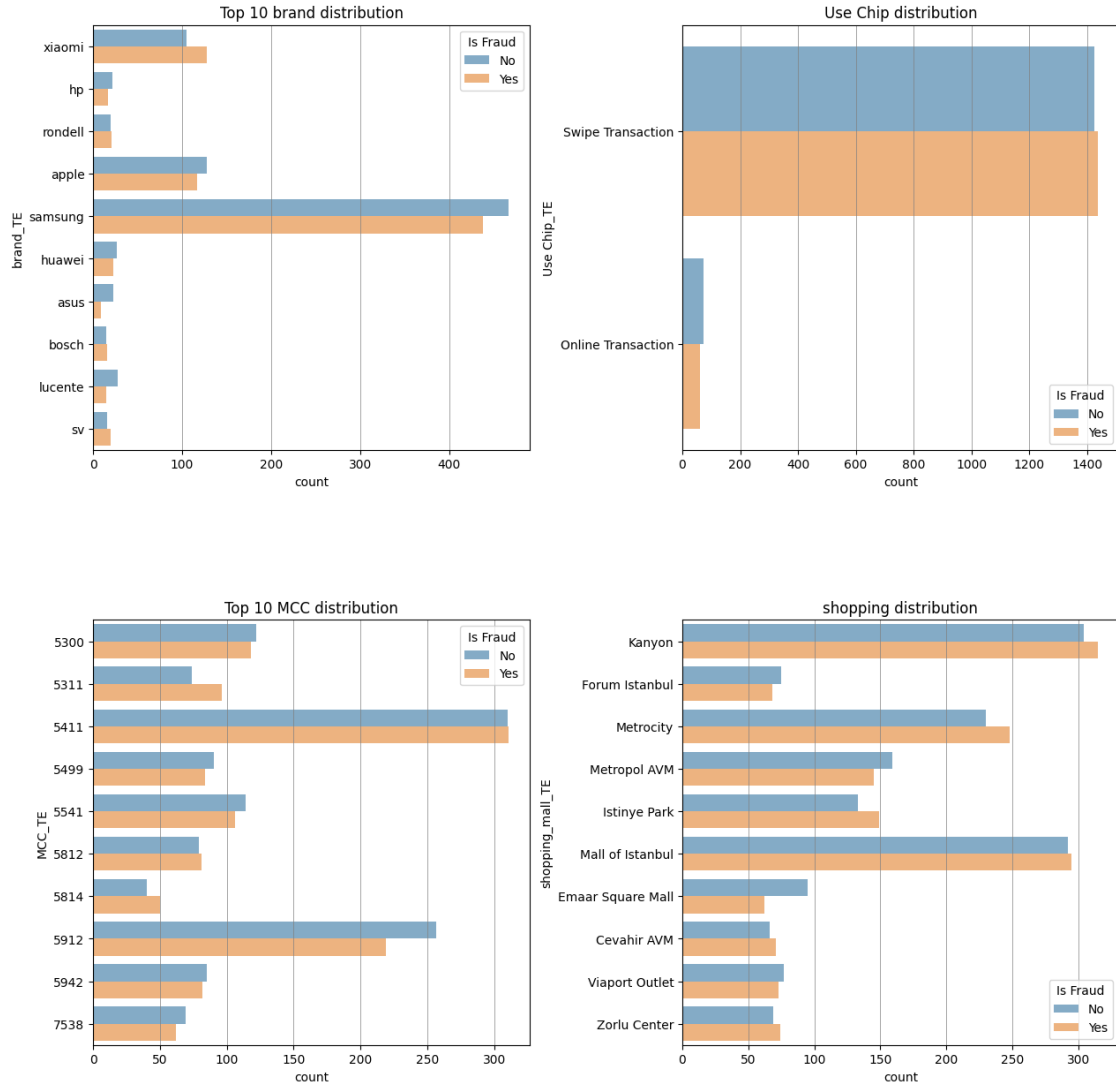 Top 10 brand distribution
brand_TE
xiaomi
hp
rondell
apple
samsung
huawei
asus
bosch
lucente
sv
0 100 200 300 400
count
Is Fraud
No
Yes
Use Chip distribution
Use Chip_TE
Swipe Transaction
Online Transaction
0 200 400 600 800 1000 1200 1400
count
Is Fraud
No
Yes
Top 10 MCC distribution
MCC_TE
5300
5311
5411
5499
5541
5812
5814
5912
5942
7538
0 50 100 150 200 250 300
count
Is Fraud
No
Yes
shopping distribution
shopping_mall_TE
Kanyon
Forum Istanbul
Metrocity
Metropol AVM
Istinye Park
Mall of Istanbul
Emaar Square Mall
Cevahir AVM
Viaport Outlet
Zorlu Center
0 50 100 150 200 250 300
count
Is Fraud
No
Yes